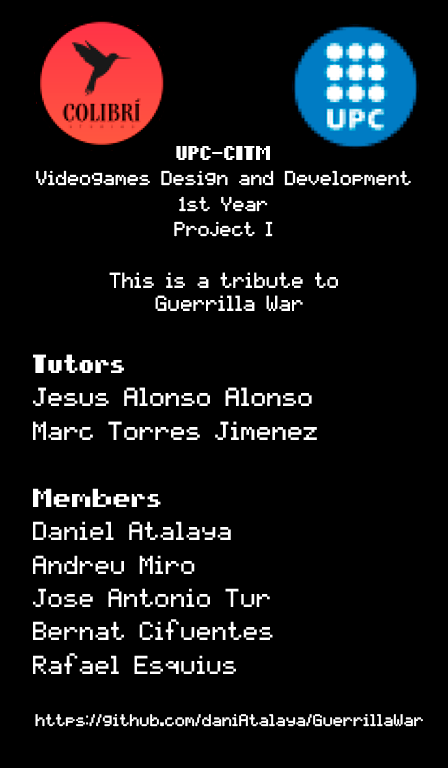 COLIBRÍ
UPC
UPC-CITM
Videogames Design and Development
1st Year
Project I
This is a tribute to
Guerrilla War
Tutors
Jesus Alonso Alonso
Marc Torres Jimenez
Members
Daniel Atalaya
Andreu Miro
Jose Antonio Tur
Bernat Cifuentes
Rafael Esquius
https://github.com/daniAtalaya/GuerrillaWar